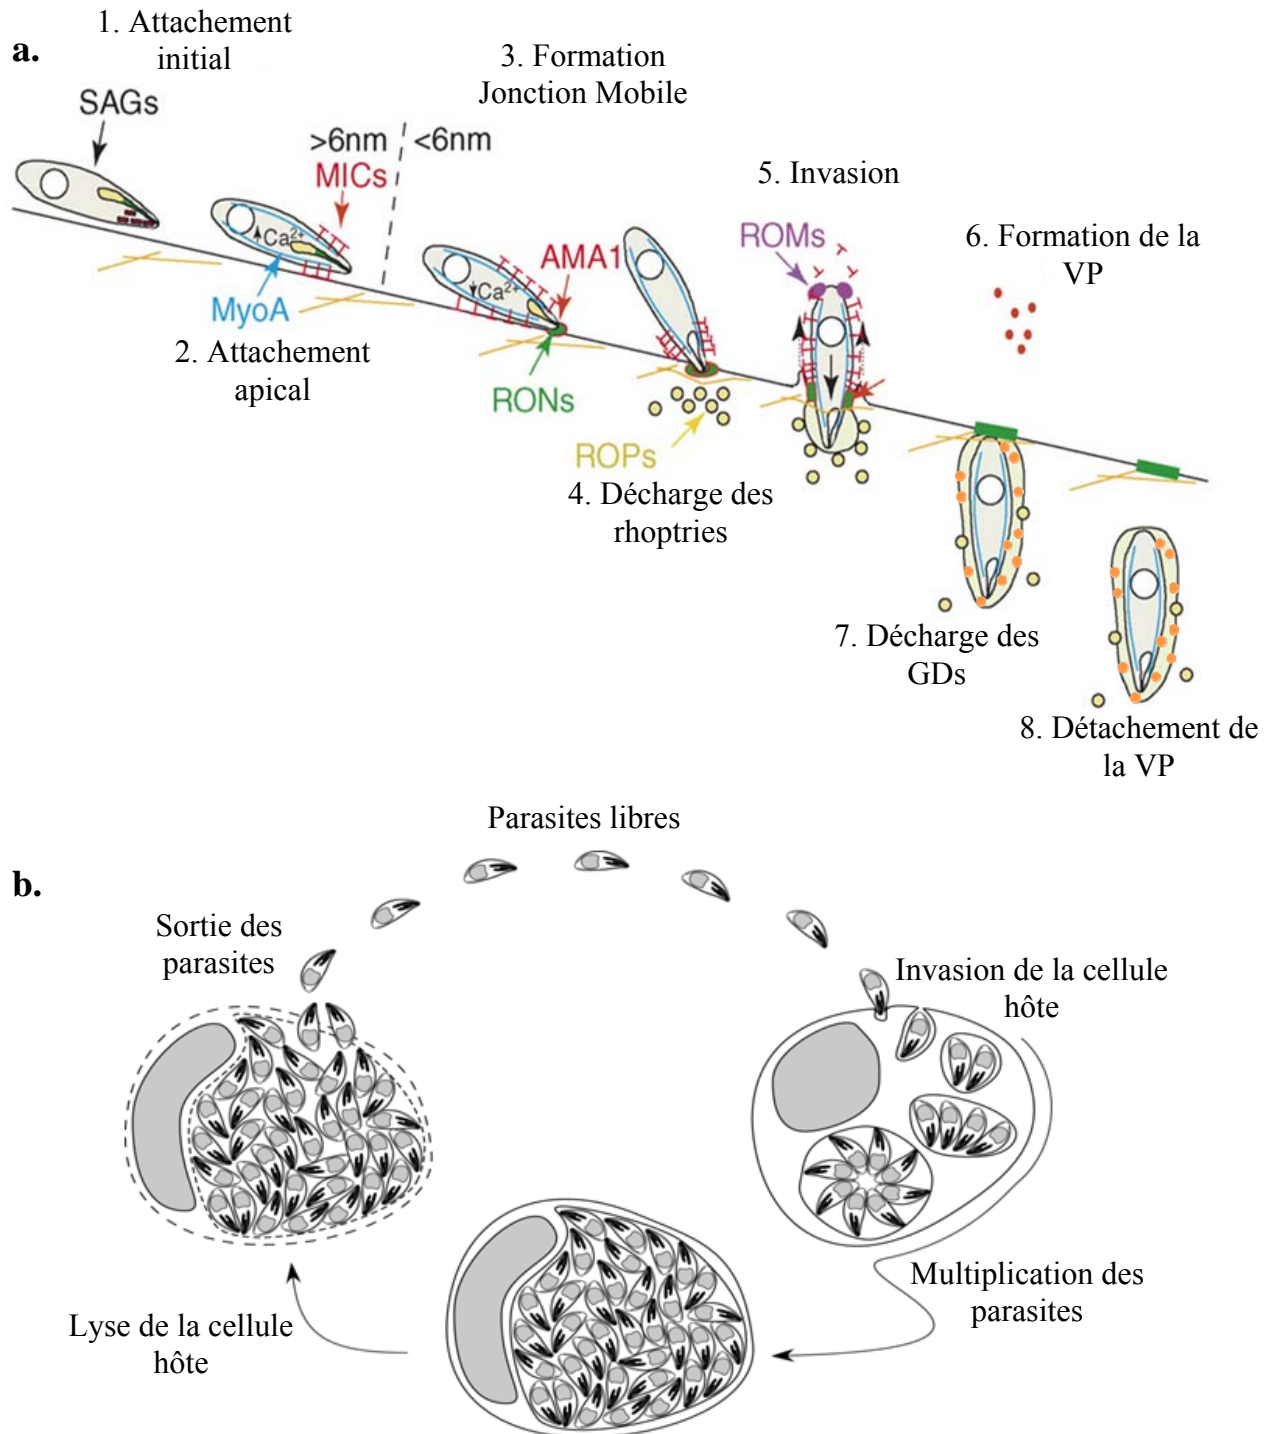 a.
1. Attachement
initial
SAGs
3. Formation
Jonction Mobile
>6nm
<6nm
MICs
Ca²⁺
MyoA
2. Attachement
apical
Ca²⁺
AMA1
RONs
5. Invasion
ROMs
6. Formation de la
VP
ROPs
4. Décharge des
rhoptries
7. Décharge des
GDs
8. Détachement de
la VP
b.
Parasites libres
Sortie des
parasites
Invasion de la cellule
hôte
Multiplication des
parasites
Lyse de la cellule
hôte